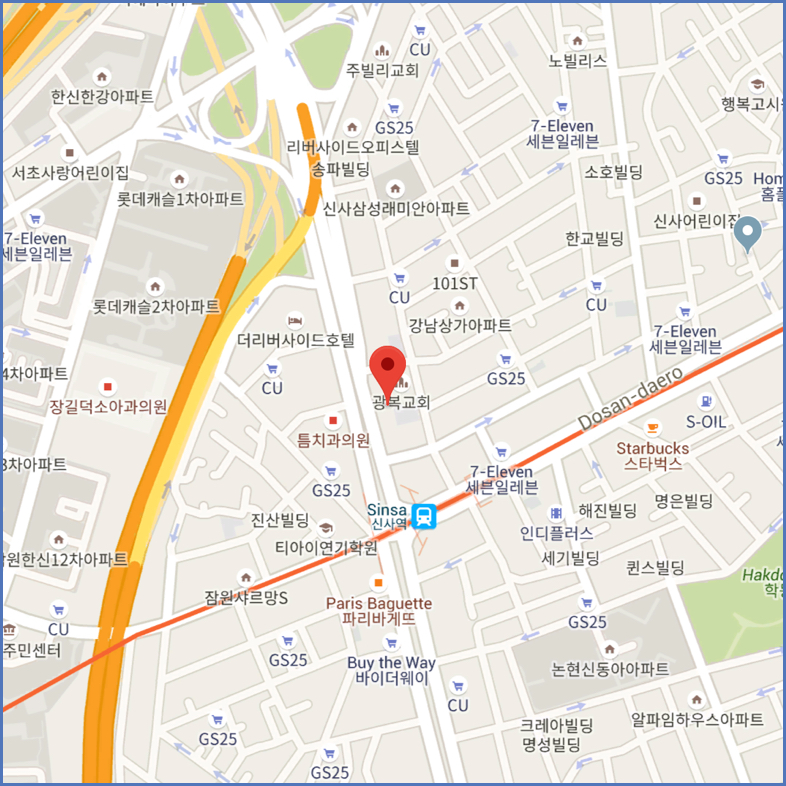 CU
주빌리교회
노빌리스
한신한강아파트
GS25
7-Eleven
세븐일레븐
리버사이드오피스텔
송파빌딩
서초사랑어린이집
소호빌딩
GS25
롯데캐슬1차아파트
신사삼성래미안아파트
7-Eleven
세븐일레븐
한교빌딩
101ST
CU
CU
롯데캐슬2차아파트
강남상가아파트
더리버사이드호텔
7-Eleven
세븐일레븐
4차아파트
CU
GS25
장길덕소아과의원
광복교회
Dosan-daero
S-OIL
틈치과의원
Starbucks
스타벅스
3차아파트
GS25
7-Eleven
세븐일레븐
Sinsa
신사역
해진빌딩
명은빌딩
진산빌딩
인디플러스
티아이연기학원
세기빌딩
원한신12차아파트
퀸스빌딩
잠원샤르망S
Paris Baguette
파리바게뜨
CU
GS25
주민센터
GS25
Buy the Way
바이더웨이
논현신동아아파트
CU
GS25
크레아빌딩
명성빌딩
알파임하우스아파트
GS25